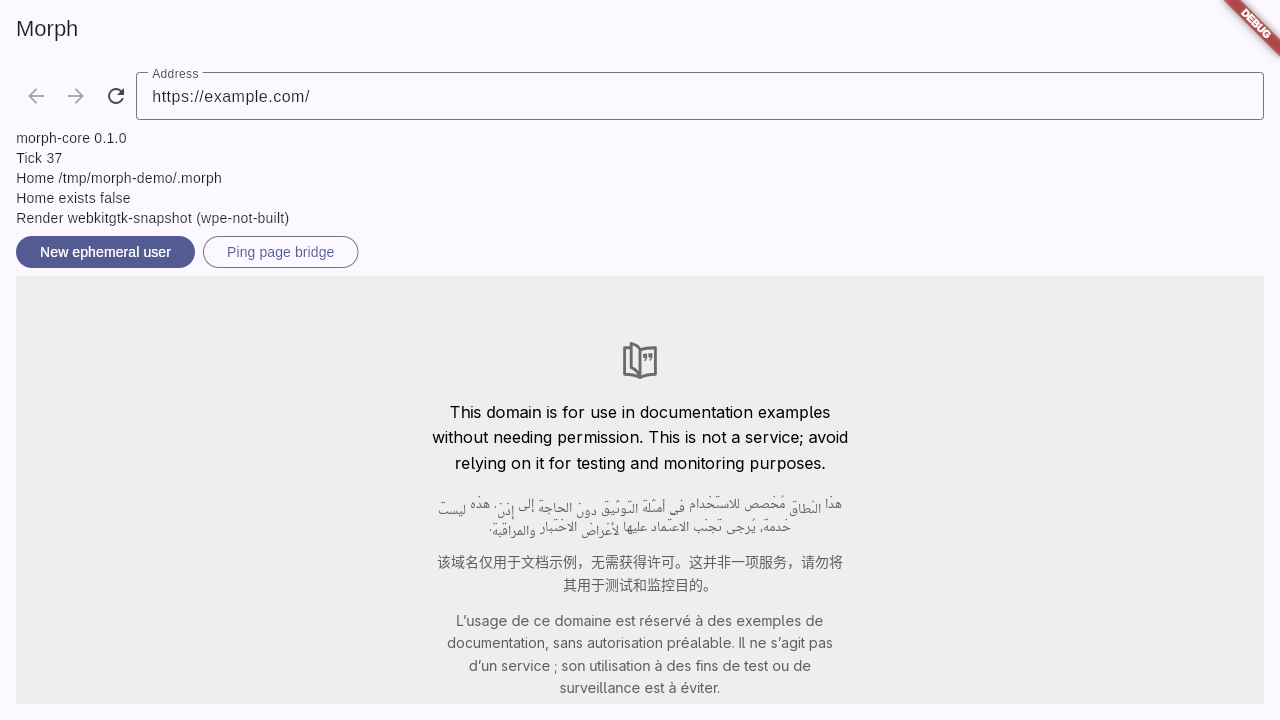 Morph
DEBUG
Address
https://example.com/
morph-core 0.1.0
Tick 37
Home /tmp/morph-demo/.morph
Home exists false
Render webkitgtk-snapshot (wpe-not-built)
New ephemeral user
Ping page bridge
This domain is for use in documentation examples
without needing permission. This is not a service; avoid
relying on it for testing and monitoring purposes.
هذا النطاق مُخصص للاستخدام في أمثلة التوثيق دون الحاجة إلى إذن. هذه ليست
خدمة، يُرجى تجنب الاعتماد عليها لأغراض الاختبار والمراقبة.
该域名仅用于文档示例，无需获得许可。这并非一项服务，请勿将
其用于测试和监控目的。
L’usage de ce domaine est réservé à des exemples de
documentation, sans autorisation préalable. Il ne s’agit pas
d’un service ; son utilisation à des fins de test ou de
surveillance est à éviter.